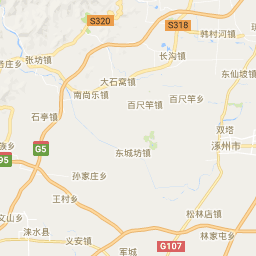 S320
S318
韩村河镇
长沟镇
张坊镇
东仙坡镇
庄乡
大石窝镇
南尚乐镇
百尺竿镇
百尺竿乡
石亭镇
双塔
涿州市
G5
族乡
东城坊镇
95
孙家庄乡
王村乡
松林店镇
文山乡
涞水县
义安镇
林家屯乡
G107
军城